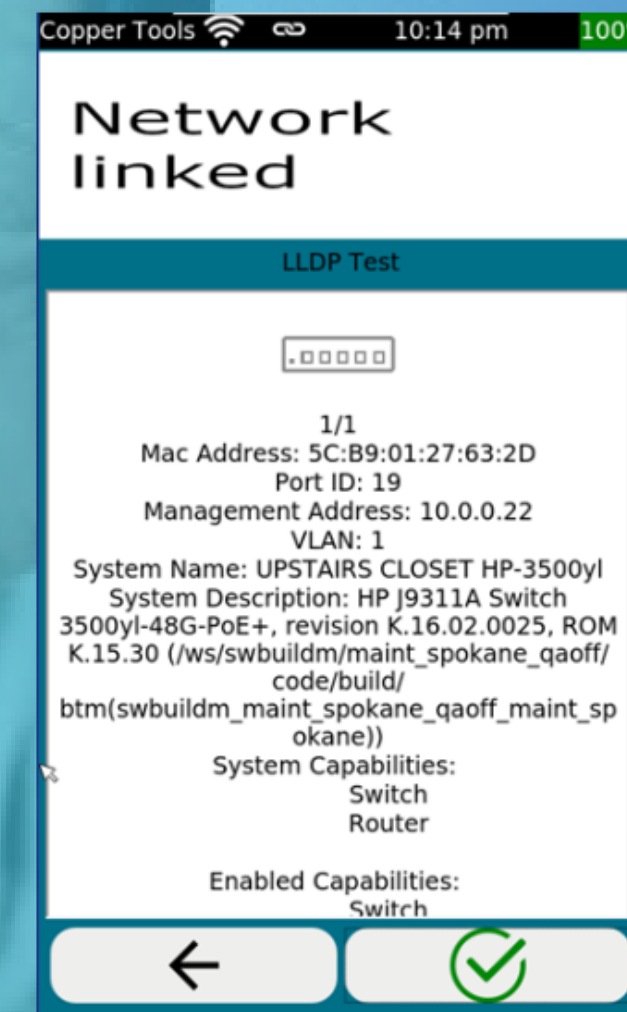 Copper Tools 10:14 pm 100
Network
linked
LLDP Test
1/1
Mac Address: 5C:B9:01:27:63:2D
Port ID: 19
Management Address: 10.0.0.22
VLAN: 1
System Name: UPSTAIRS CLOSET HP-3500yl
System Description: HP J9311A Switch
3500yl-48G-PoE+, revision K.16.02.0025, ROM
K.15.30 (/ws/swbuildm/maint_spokane_qaoff/
code/build/
btm(swbuildm_maint_spokane_qaoff_maint_sp
okane))
System Capabilities:
Switch
Router
Enabled Capabilities:
Switch